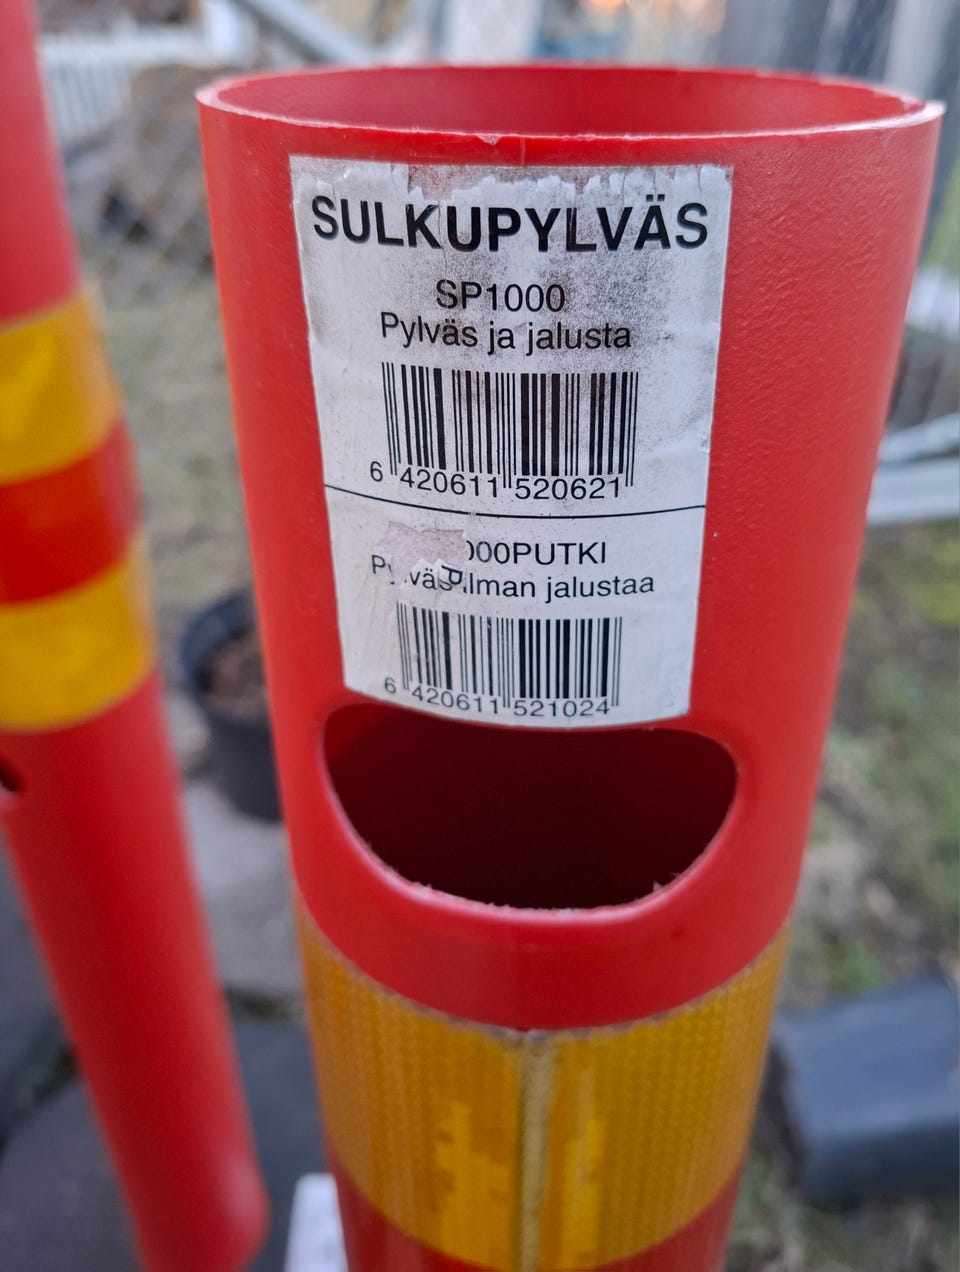 SULKUPYLVÄS
SP1000
Pylväs ja jalusta
6 420611 520621
000PUTKI
ilman jalustaa
6 420611 521024